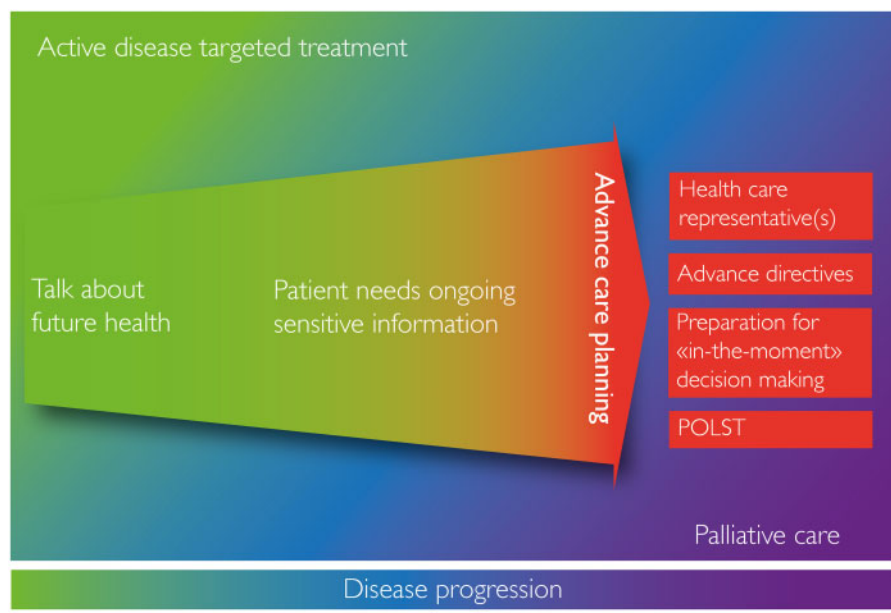 Active disease targeted treatment
Talk about
future health
Patient needs ongoing
sensitive information
Advance care planning
Health care
representative(s)
Advance directives
Preparation for
«in-the-moment»
decision making
POLST
Palliative care
Disease progression